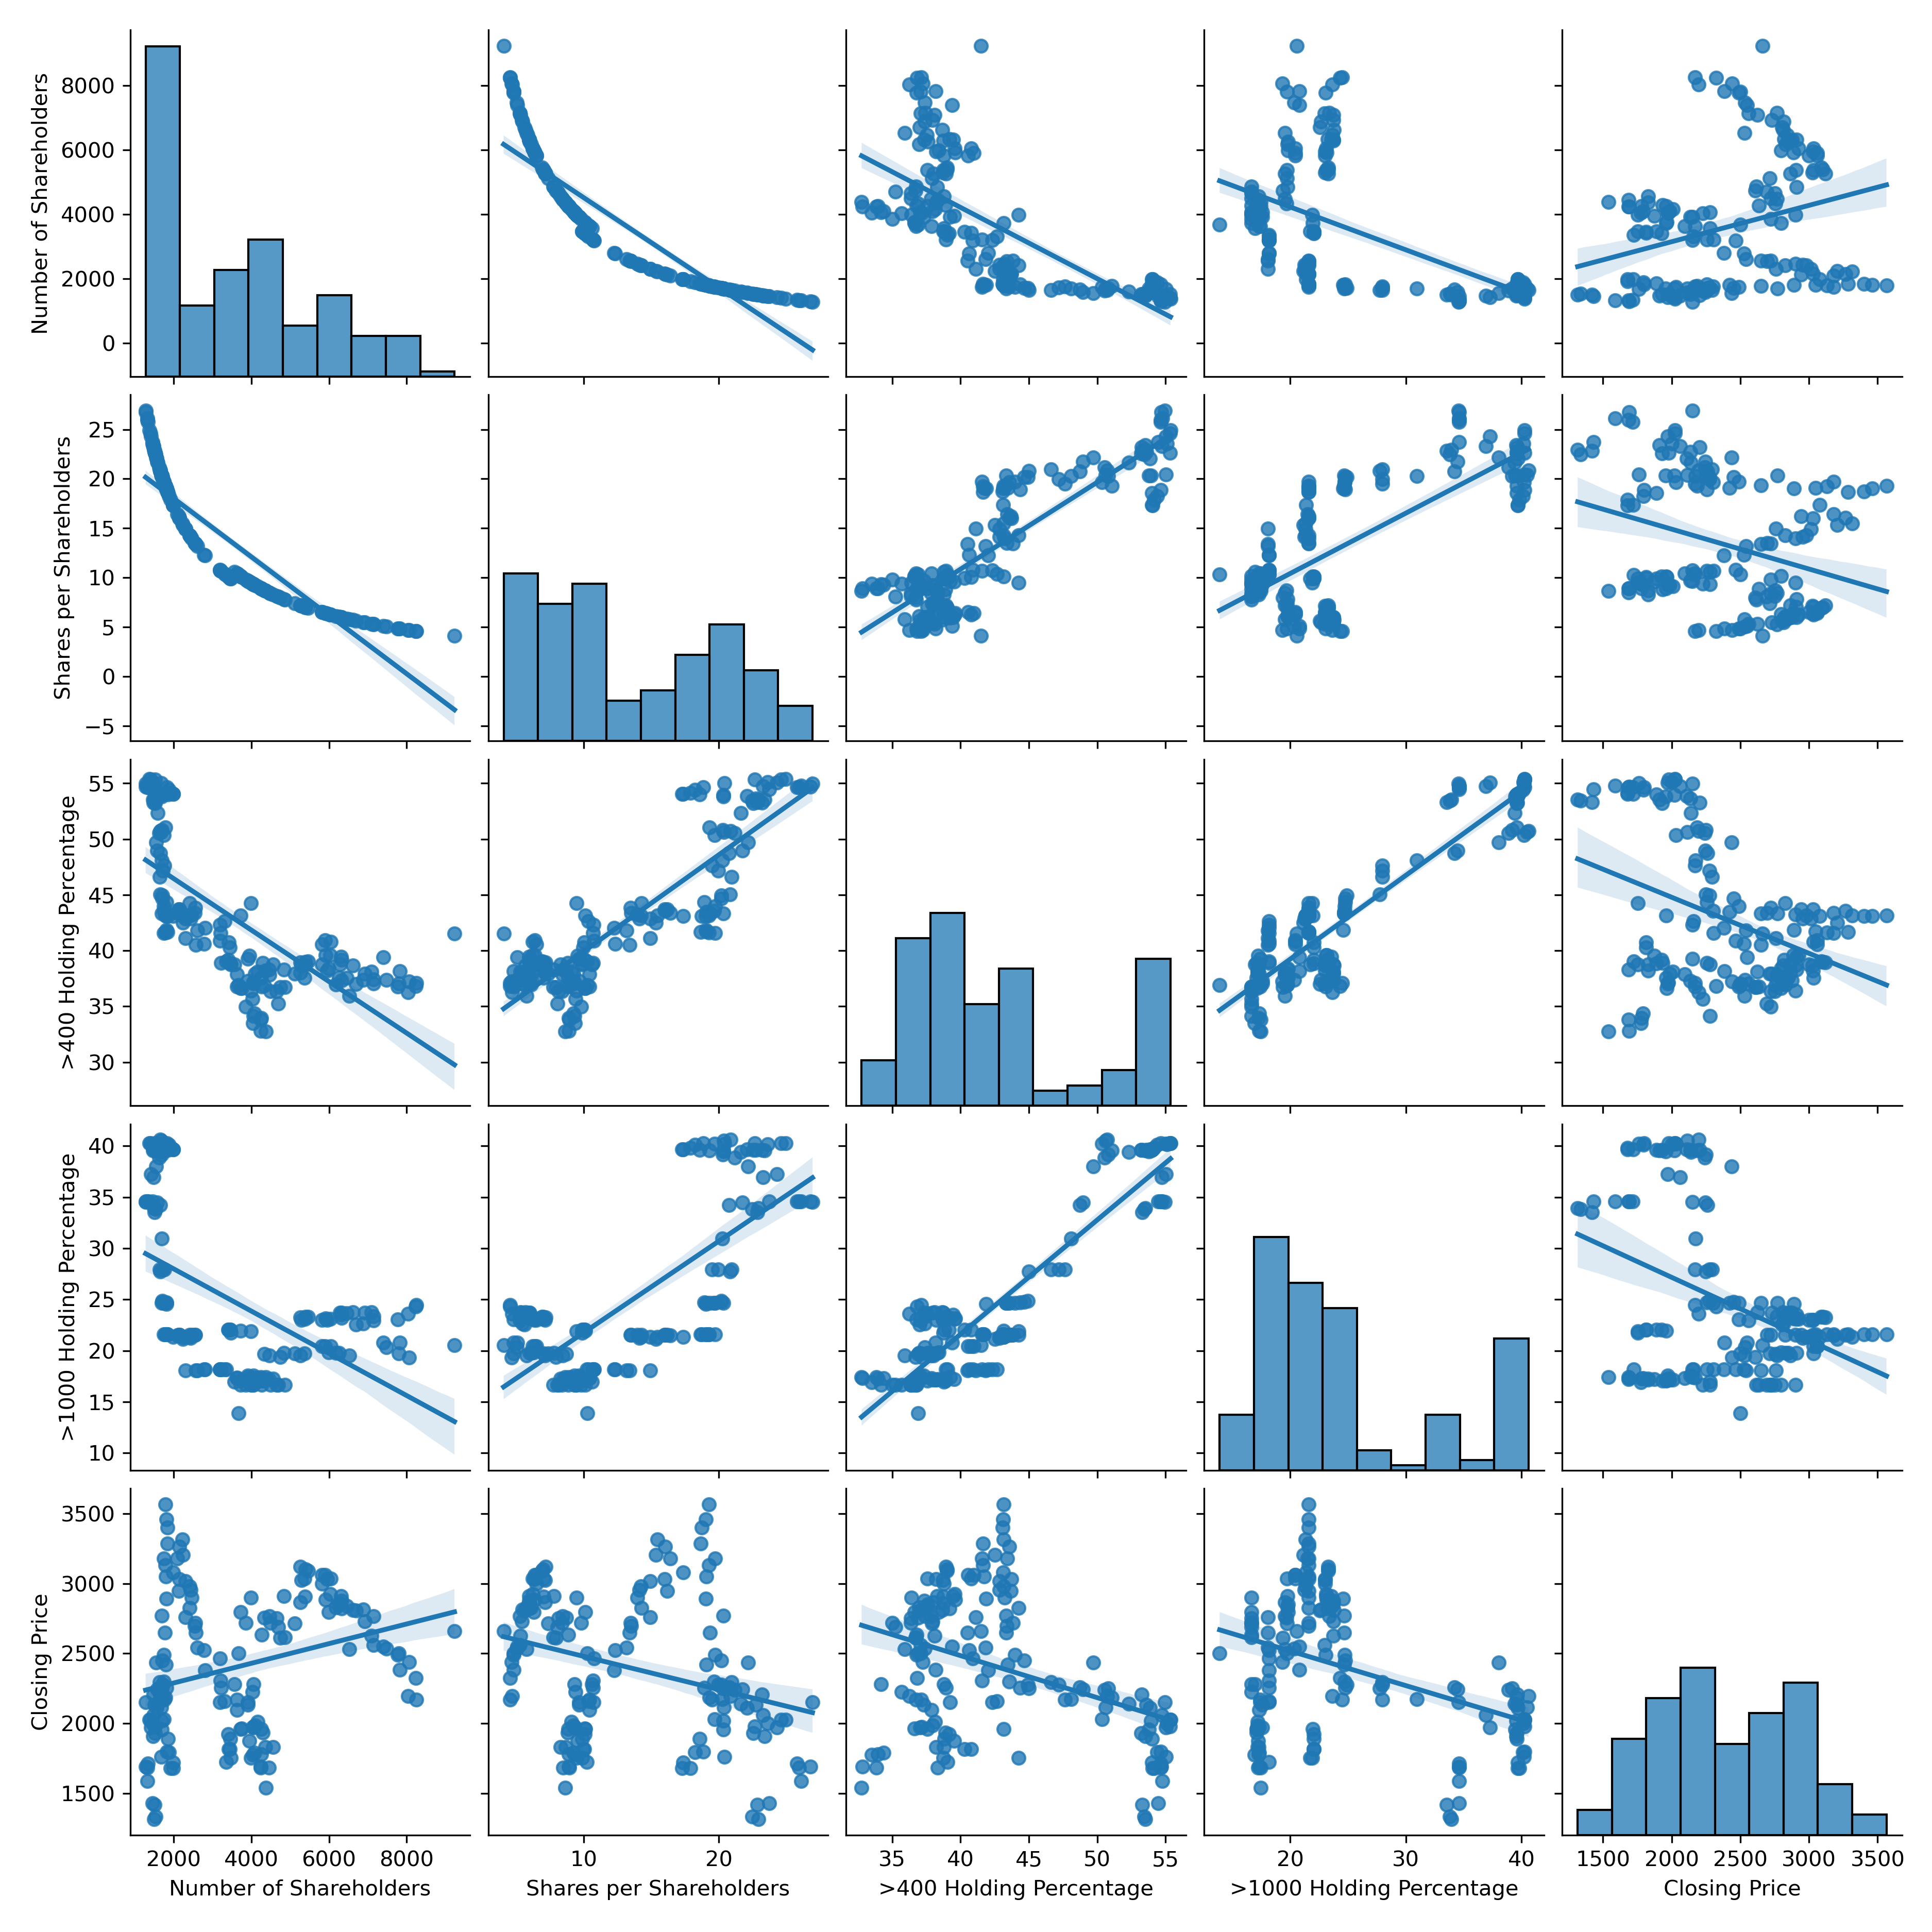 Number of Shareholders
8000
6000
4000
2000
0
Shares per Shareholders
25
20
15
10
5
0
−5
>400 Holding Percentage
55
50
45
40
35
30
>1000 Holding Percentage
40
35
30
25
20
15
10
Closing Price
3500
3000
2500
2000
1500
2000 4000 6000 8000
10 20
35 40 45 50 55
20 30 40
1500 2000 2500 3000 3500
Number of Shareholders
Shares per Shareholders
>400 Holding Percentage
>1000 Holding Percentage
Closing Price